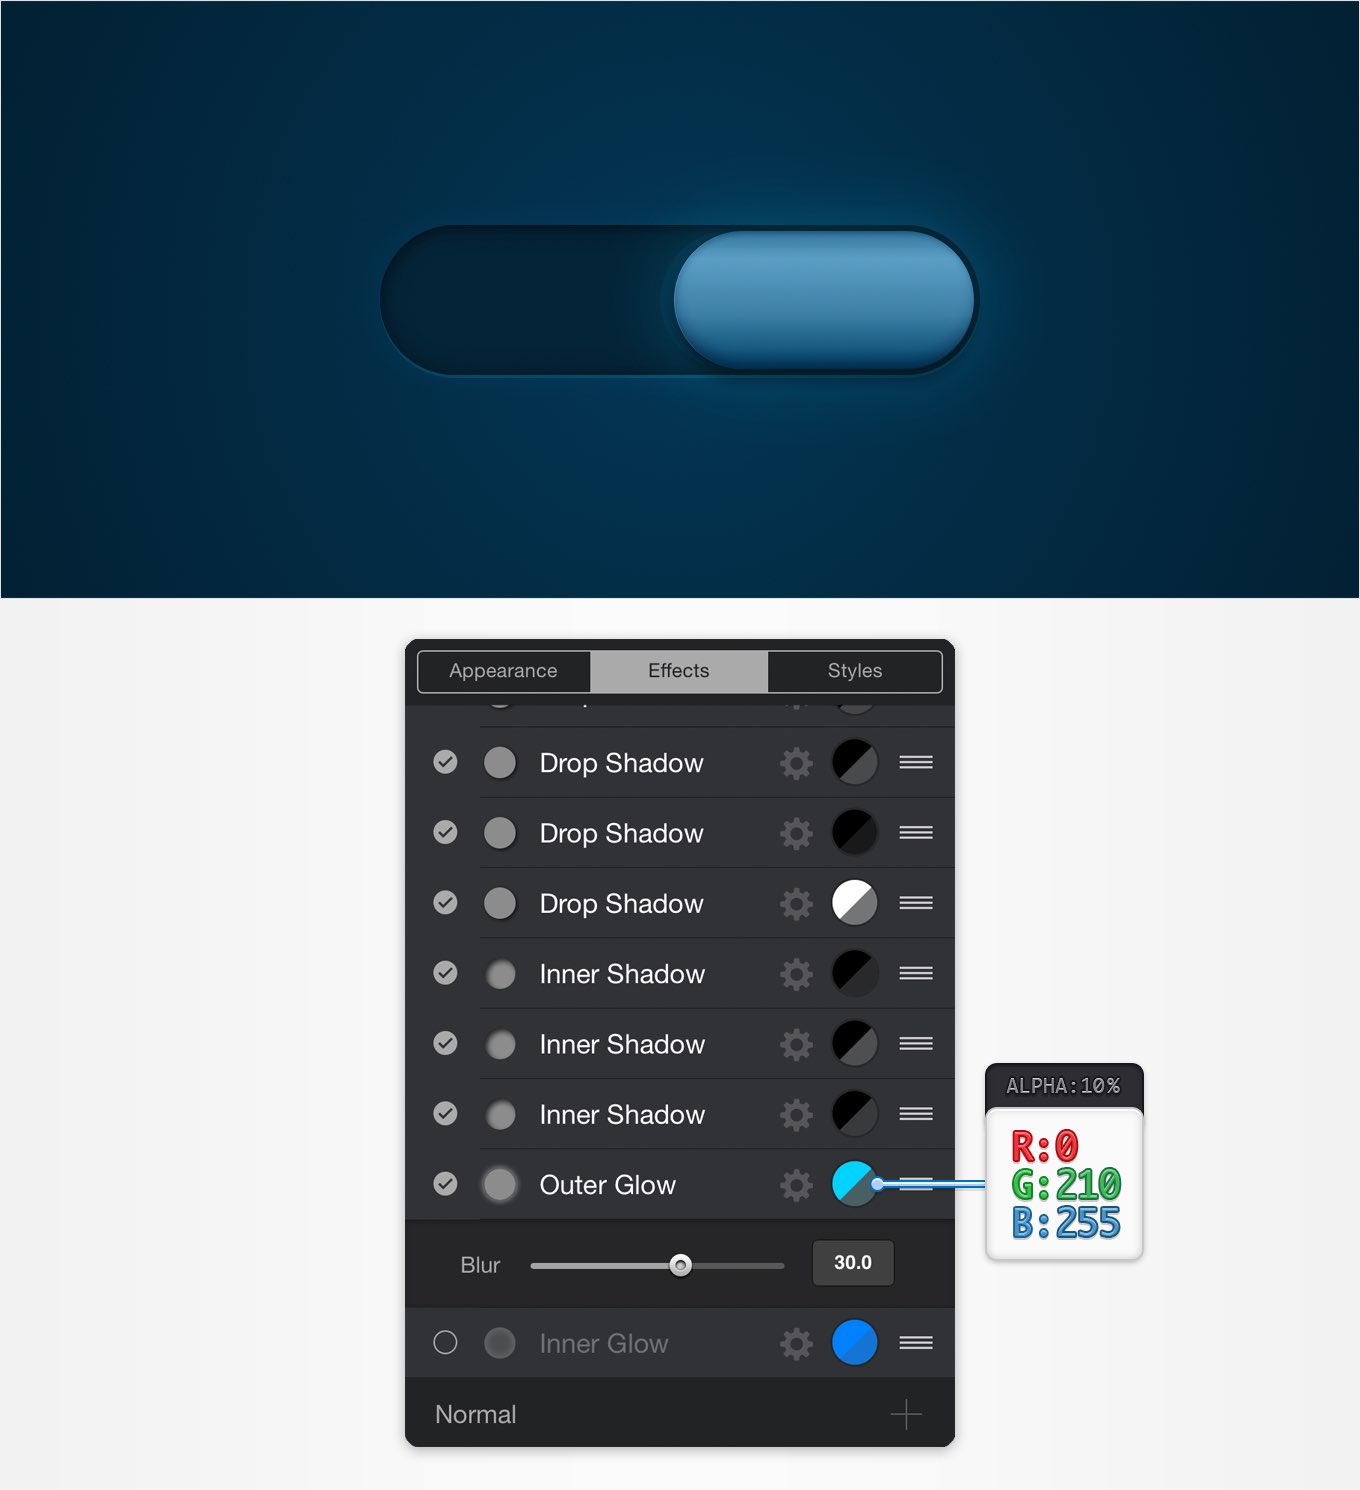 Appearance
Effects
Styles
Drop Shadow
Drop Shadow
Drop Shadow
Inner Shadow
Inner Shadow
Inner Shadow
Outer Glow
Blur
30.0
Inner Glow
Normal
ALPHA:10%
R:0
G:210
B:255